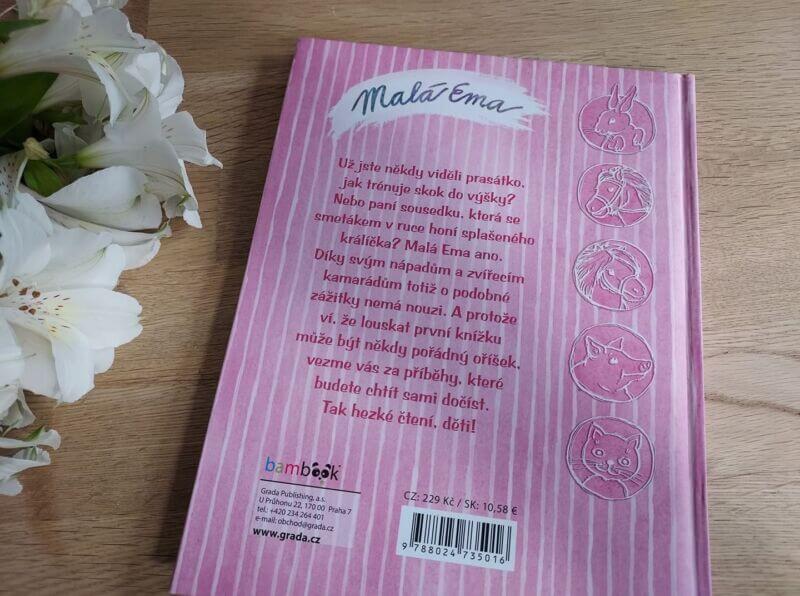 Malá Ema
Už jste někdy viděli prasátko,
jak trénuje skok do výšky?
Nebo paní sousedku, která se
smetákem v ruce honí splašeného
králíčka? Malá Ema ano.
Díky svým nápadům a zvířecím
kamarádům totiž o podobné
zážitky nemá nouzi. A protože
ví, že louskat první knížku
může být někdy pořádný oříšek,
vezme vás za příběhy, které
budete chtít sami dočíst.
Tak hezké čtení, děti!
bambook
Grada Publishing, a.s.
U Průhonu 22, 170 00 Praha 7
tel.: +420 234 264 401
e-mail: obchod@grada.cz
www.grada.cz
CZ: 229 Kč / SK: 10,58 €
9 788024 735016